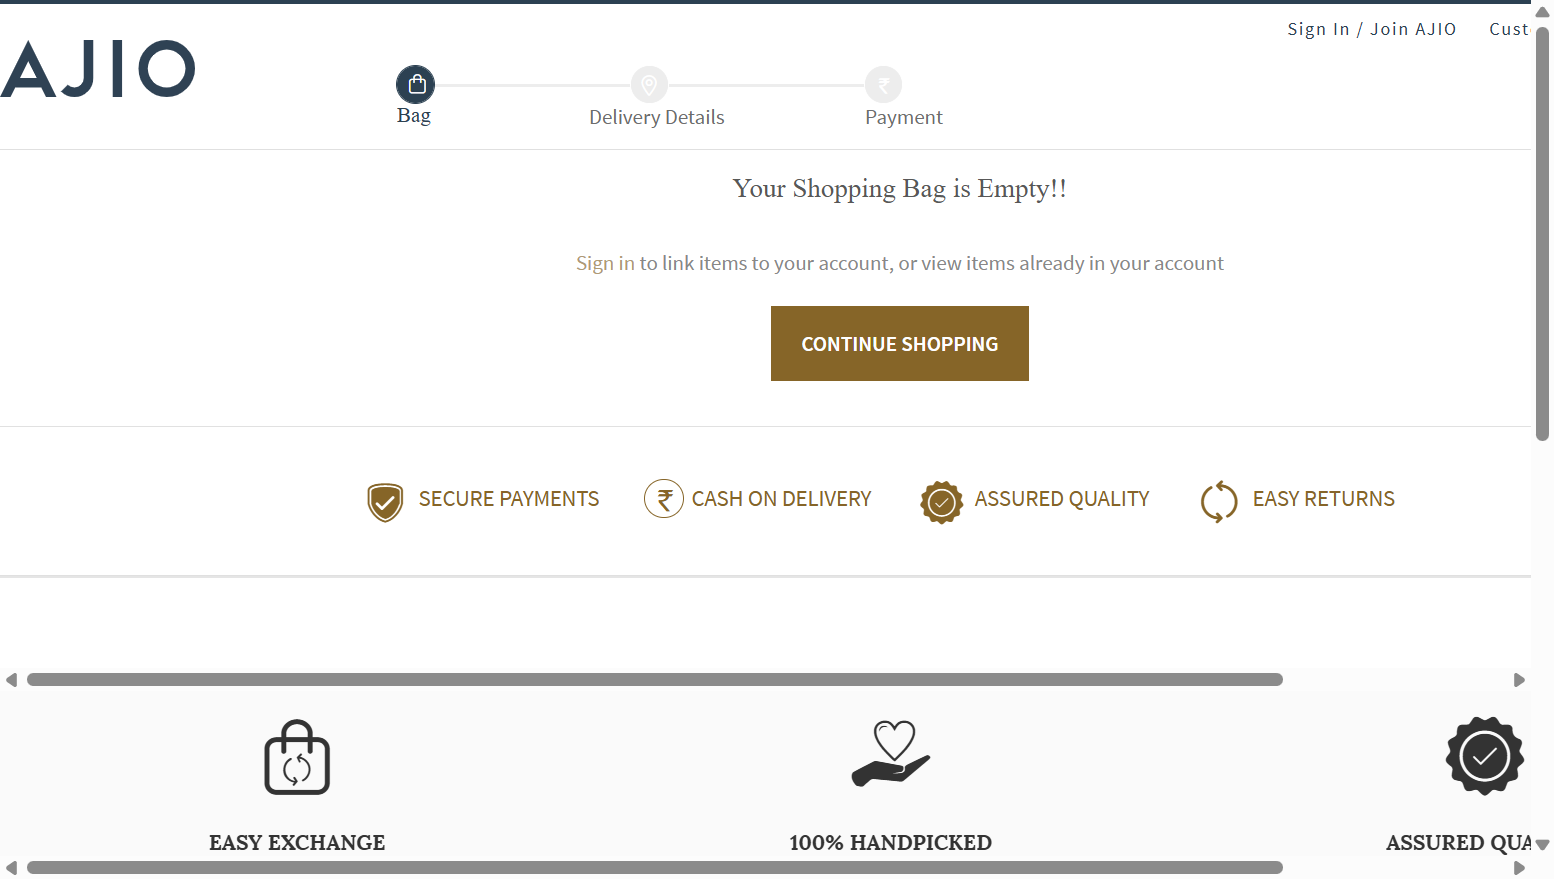 Sign In / Join AJIO Cust
AJIO
Bag
Delivery Details
Payment
Your Shopping Bag is Empty!!
Sign in to link items to your account, or view items already in your account
CONTINUE SHOPPING
SECURE PAYMENTS
₹ CASH ON DELIVERY
ASSURED QUALITY
EASY RETURNS
EASY EXCHANGE
100% HANDPICKED
ASSURED QUA